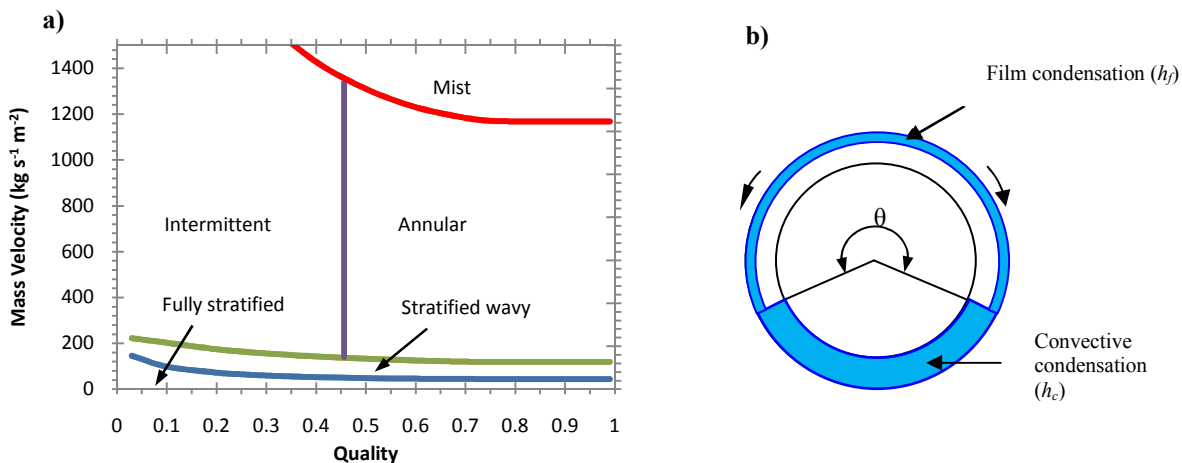 a)
Mass Velocity (kg s-1 m-2)
1400
1200
1000
800
600
400
200
0
Mist
Intermittent
Annular
Fully stratified
Stratified wavy
0 0.1 0.2 0.3 0.4 0.5 0.6 0.7 0.8 0.9 1
Quality
b)
Film condensation (hf)
θ
Convective
condensation
(hc)